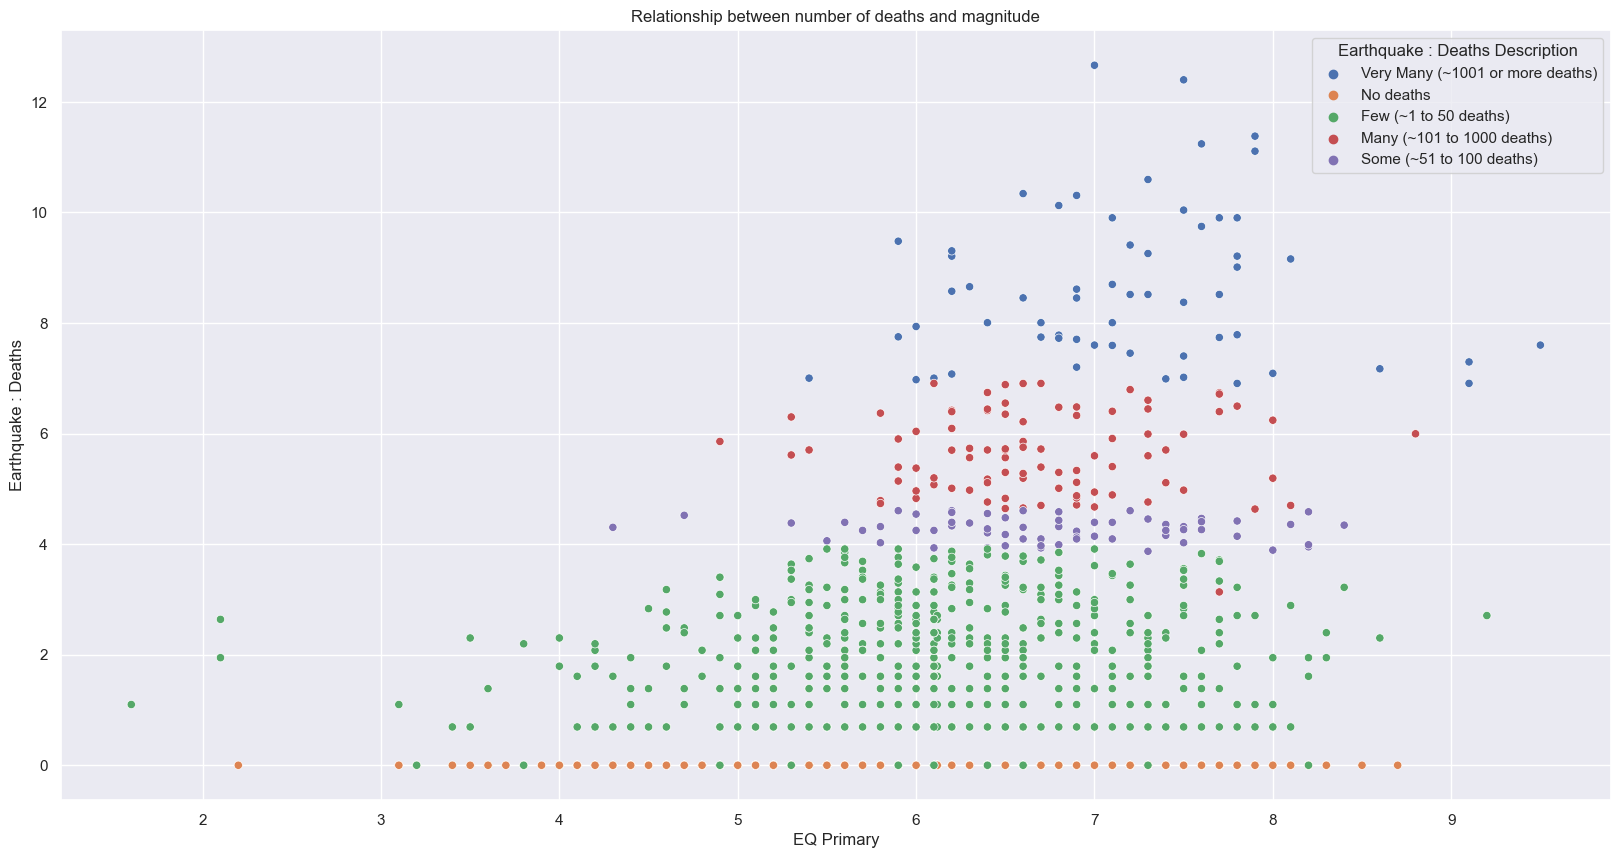 Relationship between number of deaths and magnitude
Earthquake : Deaths Description
Very Many (~1001 or more deaths)
No deaths
Few (~1 to 50 deaths)
Many (~101 to 1000 deaths)
Some (~51 to 100 deaths)
Earthquake : Deaths
12
10
8
6
4
2
0
2 3 4 5 6 7 8 9
EQ Primary